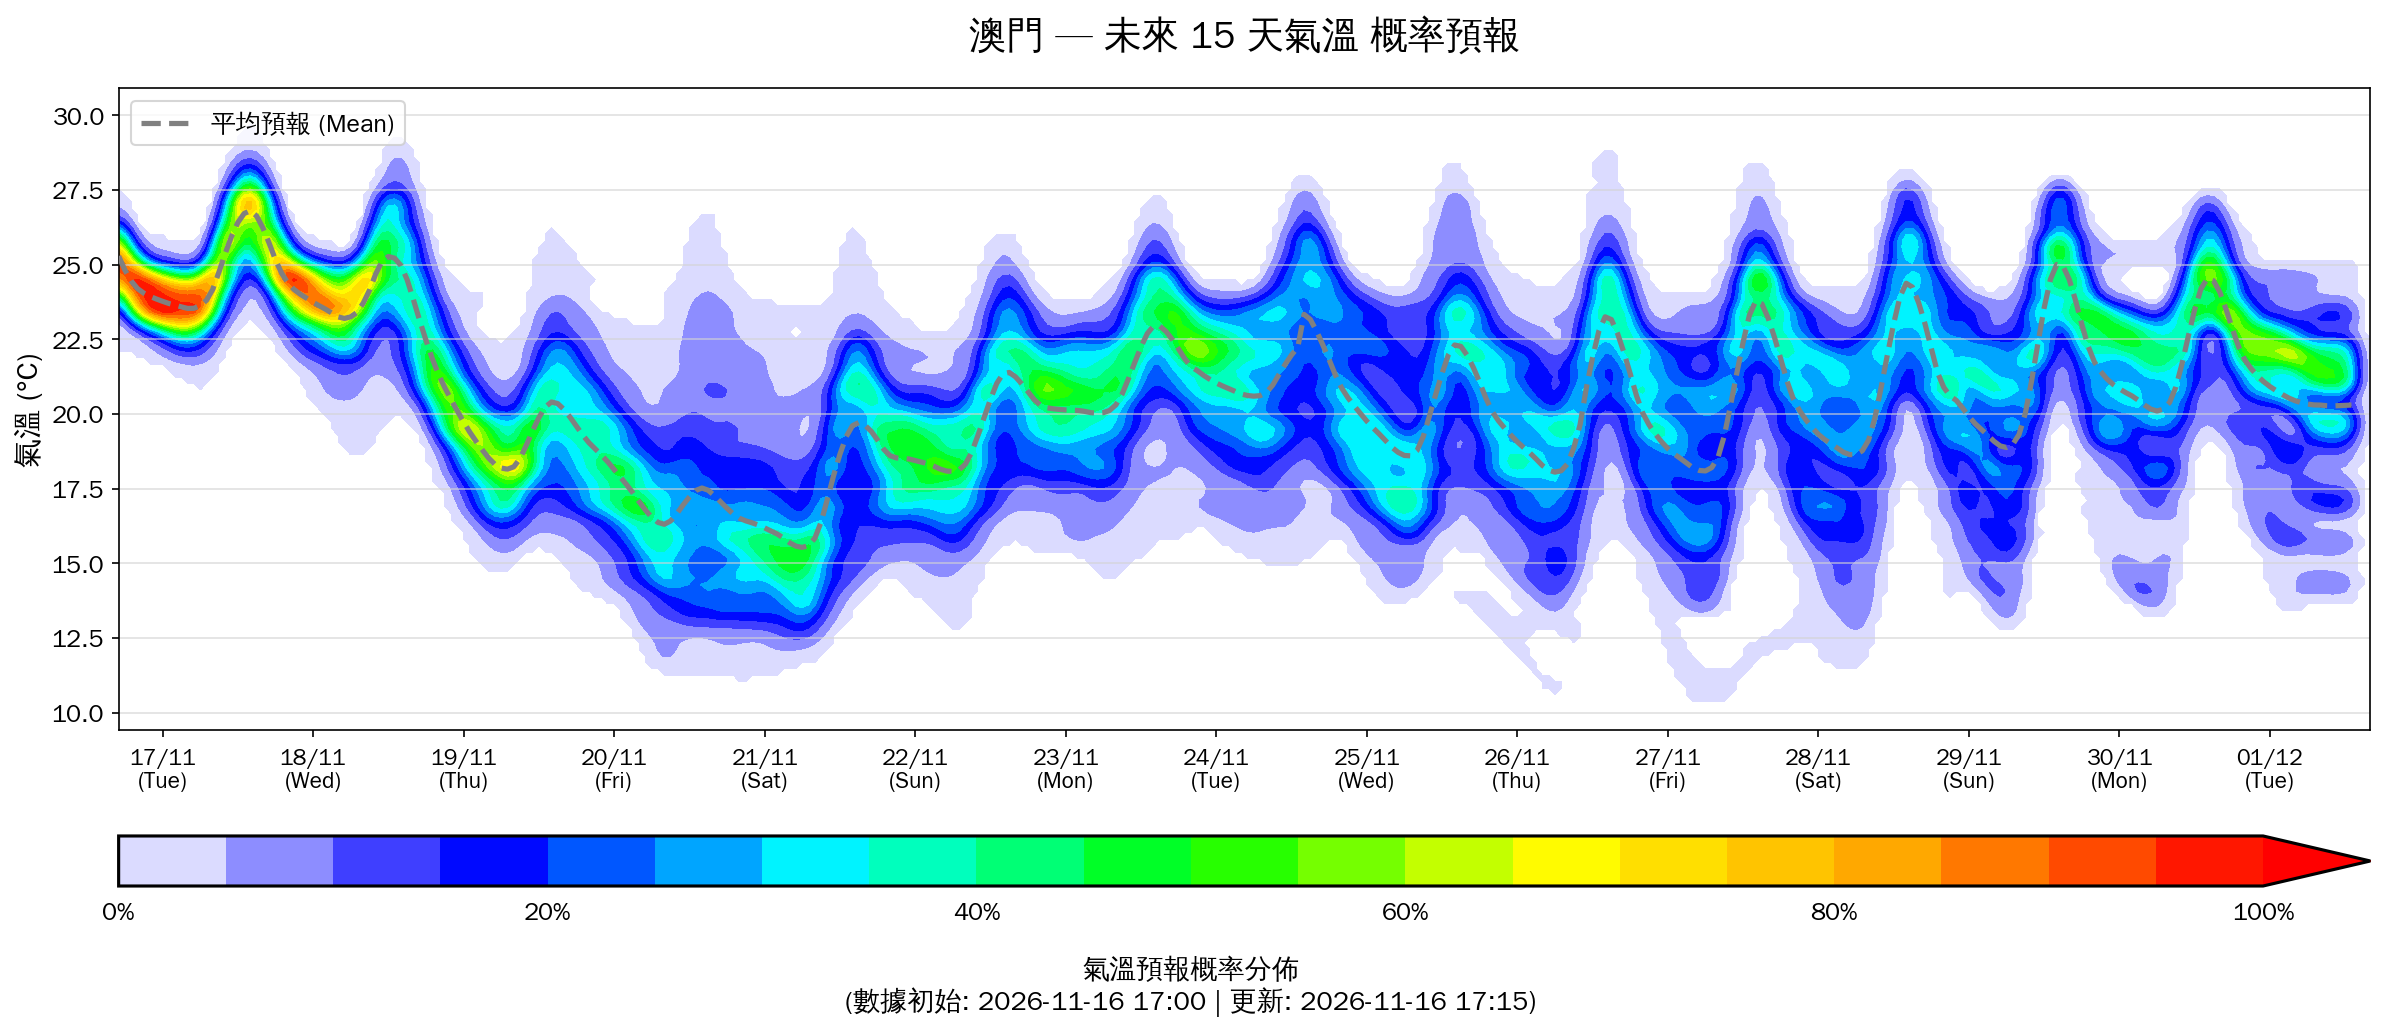 澳門 — 未來 15 天氣溫 概率預報
平均預報 (Mean)
氣溫 (°C)
30.0
27.5
25.0
22.5
20.0
17.5
15.0
12.5
10.0
17/11 18/11 19/11 20/11 21/11 22/11 23/11 24/11 25/11 26/11 27/11 28/11 29/11 30/11 01/12
(Tue) (Wed) (Thu) (Fri) (Sat) (Sun) (Mon) (Tue) (Wed) (Thu) (Fri) (Sat) (Sun) (Mon) (Tue)
0% 20% 40% 60% 80% 100%
氣溫預報概率分佈
(數據初始: 2026-11-16 17:00 | 更新: 2026-11-16 17:15)